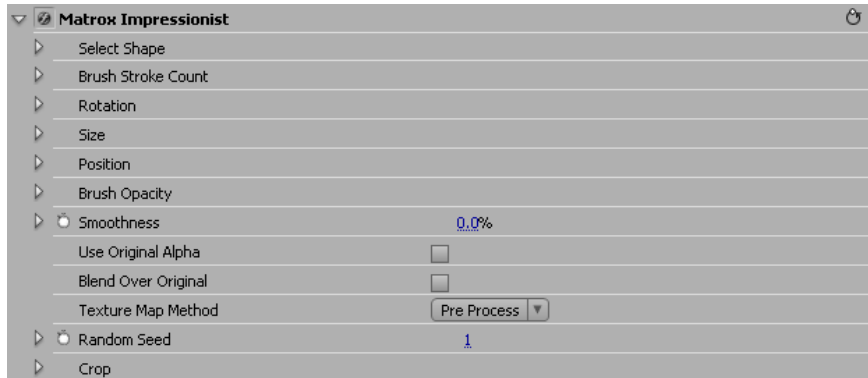 Matrox Impressionist
Select Shape
Brush Stroke Count
Rotation
Size
Position
Brush Opacity
Smoothness 0.0%
Use Original Alpha
Blend Over Original
Texture Map Method Pre Process
Random Seed 1
Crop